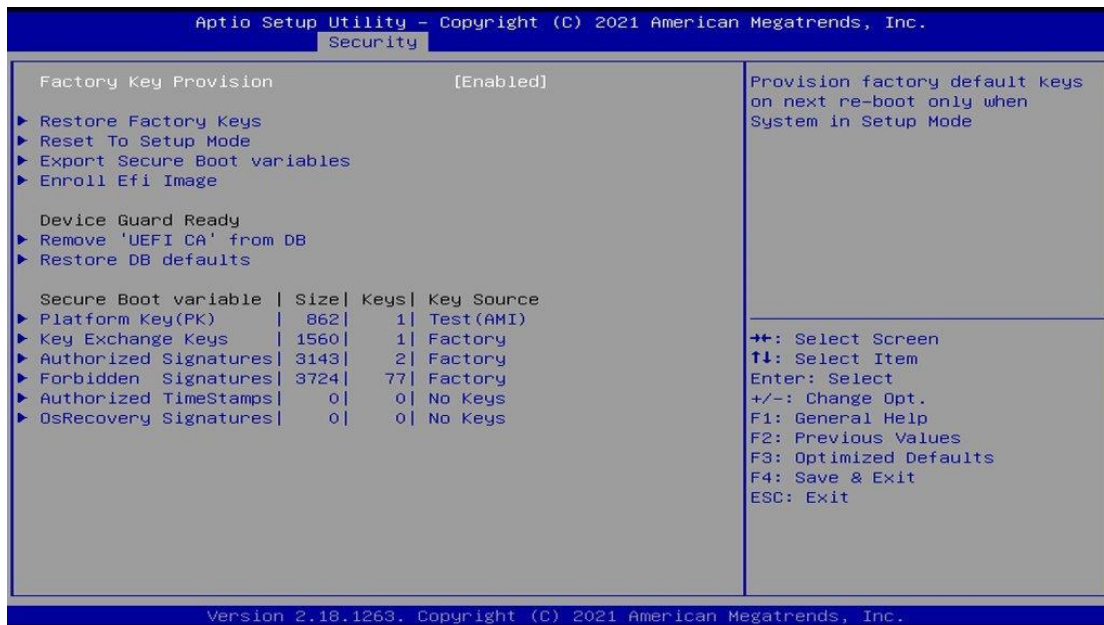 Aptio Setup Utility – Copyright (C) 2021 American Megatrends, Inc.
Security
Factory Key Provision [Enabled]
▶ Restore Factory Keys
▶ Reset To Setup Mode
▶ Export Secure Boot variables
▶ Enroll Efi Image
Device Guard Ready
▶ Remove 'UEFI CA' from DB
▶ Restore DB defaults
Secure Boot variable | Size| Keys| Key Source
▶ Platform Key(PK) | 862| 1| Test(AMI)
▶ Key Exchange Keys | 1560| 1| Factory
▶ Authorized Signatures| 3143| 2| Factory
▶ Forbidden Signatures| 3724| 77| Factory
▶ Authorized TimeStamps| 0| 0| No Keys
▶ OsRecovery Signatures| 0| 0| No Keys
Provision factory default keys
on next re-boot only when
System in Setup Mode
→←: Select Screen
↑↓: Select Item
Enter: Select
+/-: Change Opt.
F1: General Help
F2: Previous Values
F3: Optimized Defaults
F4: Save & Exit
ESC: Exit
Version 2.18.1263. Copyright (C) 2021 American Megatrends, Inc.